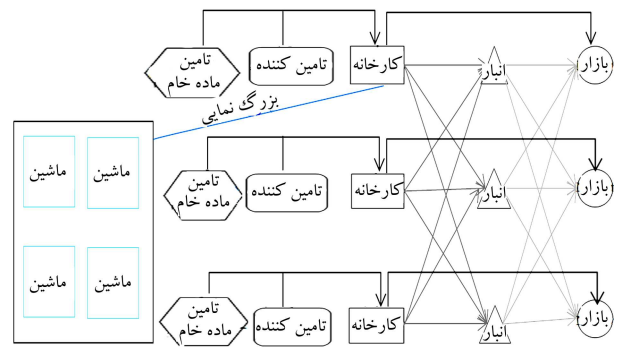 تامین
ماده خام
تامین کننده
کارخانه
انبار
بازار
بزرگ نمایی
ماشین
ماشین
ماشین
ماشین
تامین
ماده خام
تامین کننده
کارخانه
انبار
بازار
تامین
ماده خام
تامین کننده
کارخانه
انبار
بازار